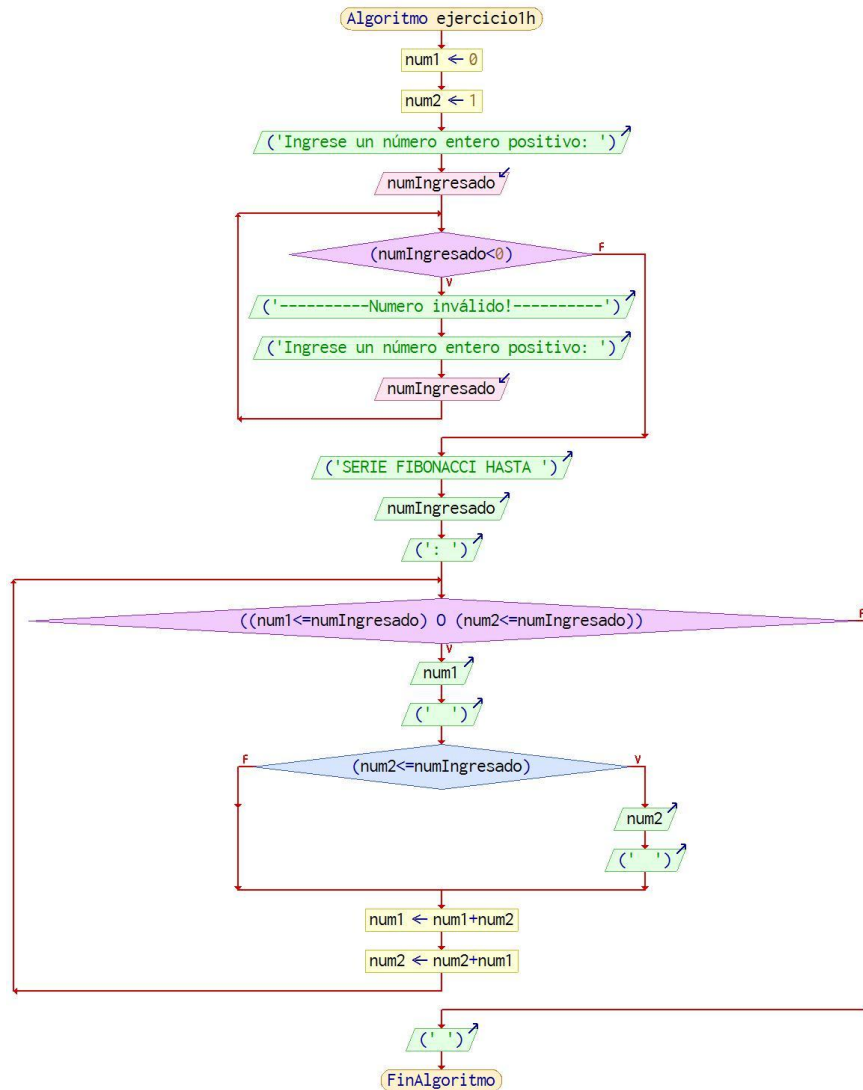 Algoritmo ejercicio1h
num1 ← 0
num2 ← 1
('Ingrese un número entero positivo: ')
numIngresado
(numIngresado<0)
F
V
('----------Numero inválido!----------')
('Ingrese un número entero positivo: ')
numIngresado
('SERIE FIBONACCI HASTA ')
numIngresado
(': ')
((num1<=numIngresado) O (num2<=numIngresado))
F
V
num1
('  ')
F
(num2<=numIngresado)
V
num2
('  ')
num1 ← num1+num2
num2 ← num2+num1
(' ')
FinAlgoritmo